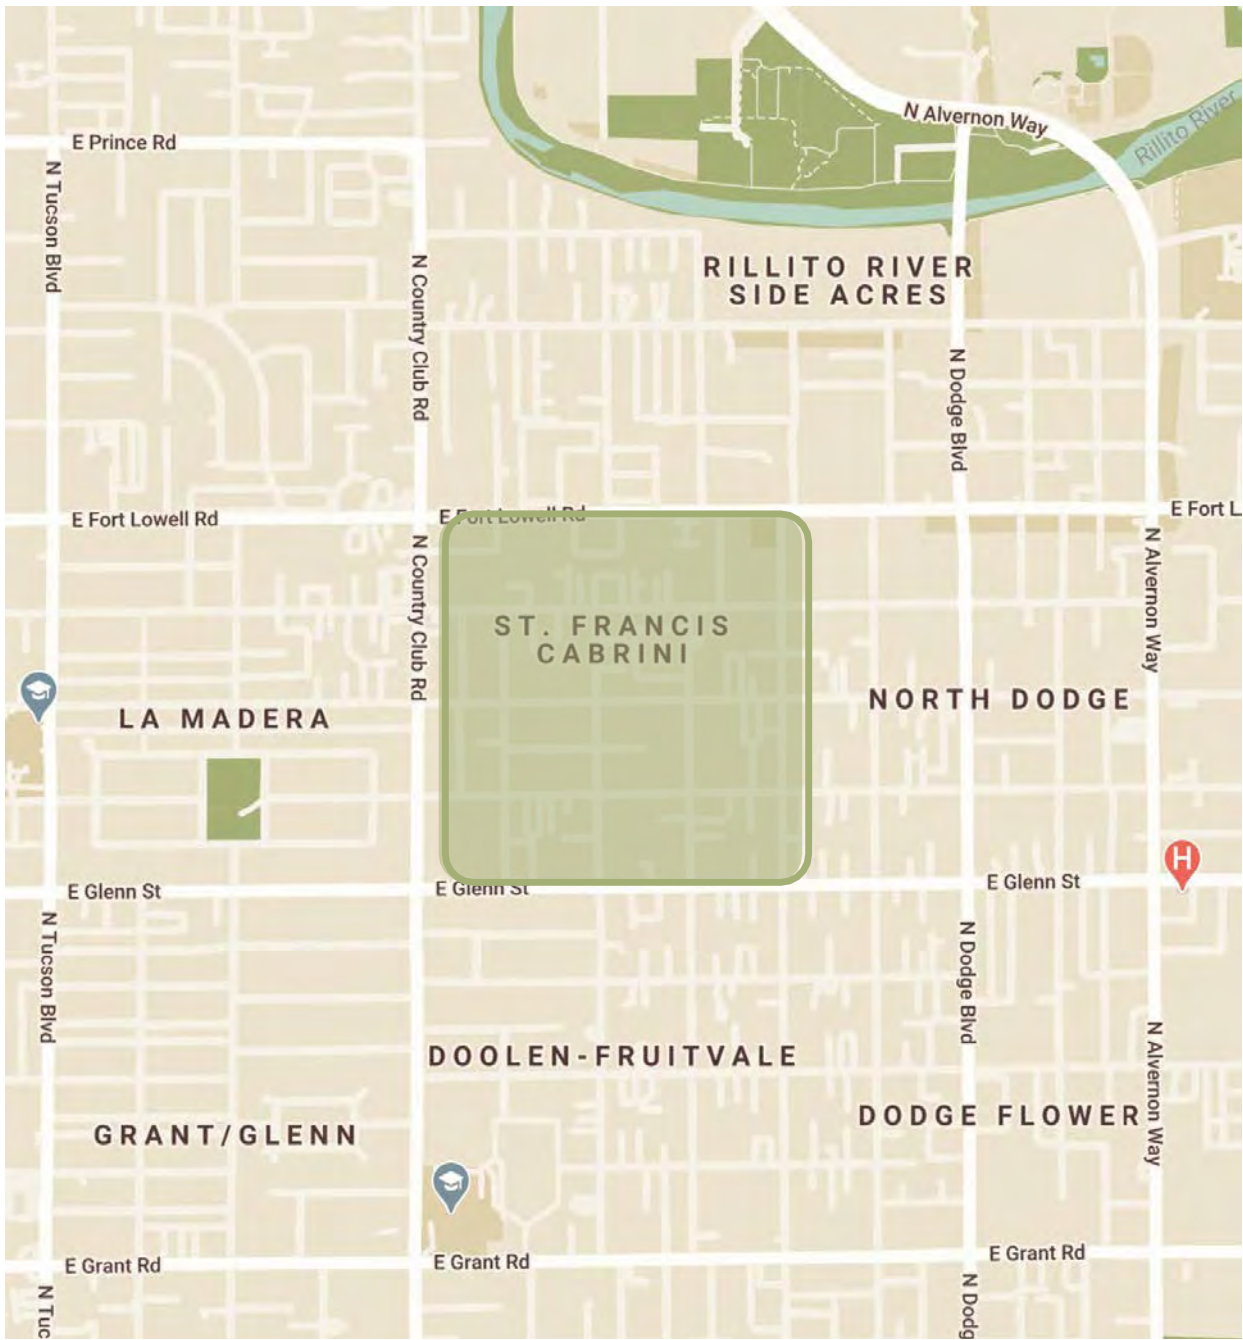 N Alvernon Way
Rillito River
E Prince Rd
N Tucson Blvd
RILLITO RIVER
SIDE ACRES
N Country Club Rd
N Dodge Blvd
E Fort Lowell Rd
E Fort Lowell Rd
E Fort L
N Country Club Rd
N Alvernon Way
ST. FRANCIS
CABRINI
LA MADERA
NORTH DODGE
H
E Glenn St
E Glenn St
E Glenn St
N Tucson Blvd
N Dodge Blvd
DOOLEN-FRUITVALE
N Alvernon Way
DODGE FLOWER
GRANT/GLENN
E Grant Rd
E Grant Rd
E Grant Rd
N Tuc
N Dodg